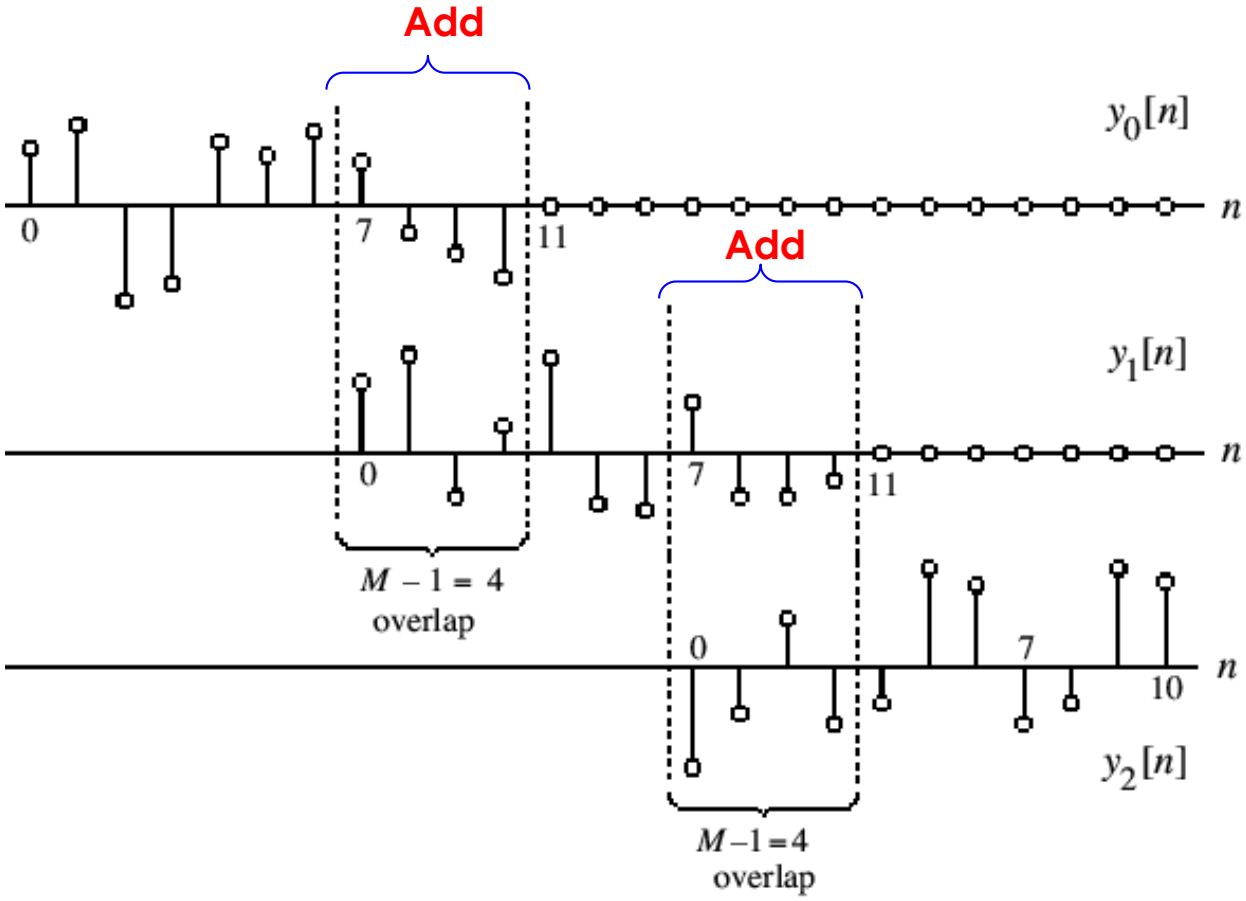 Add
y₀[n]
0
7
11
n
Add
y₁[n]
0
7
11
n
M – 1 = 4
overlap
0
7
n
10
y₂[n]
M–1=4
overlap